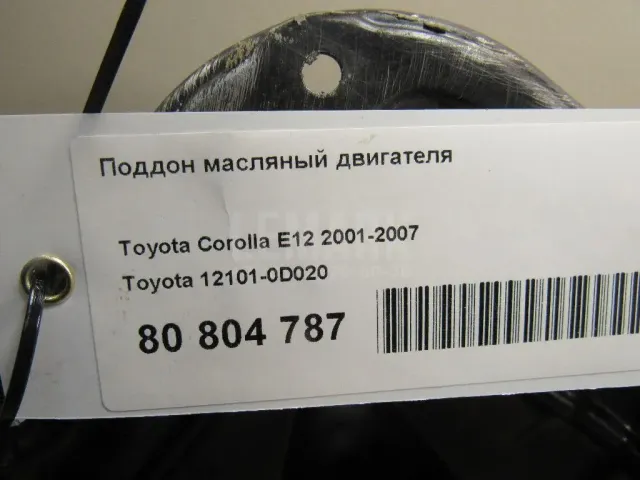 Поддон масляный двигателя
Toyota Corolla E12 2001-2007
Toyota 12101-0D020
80 804 787